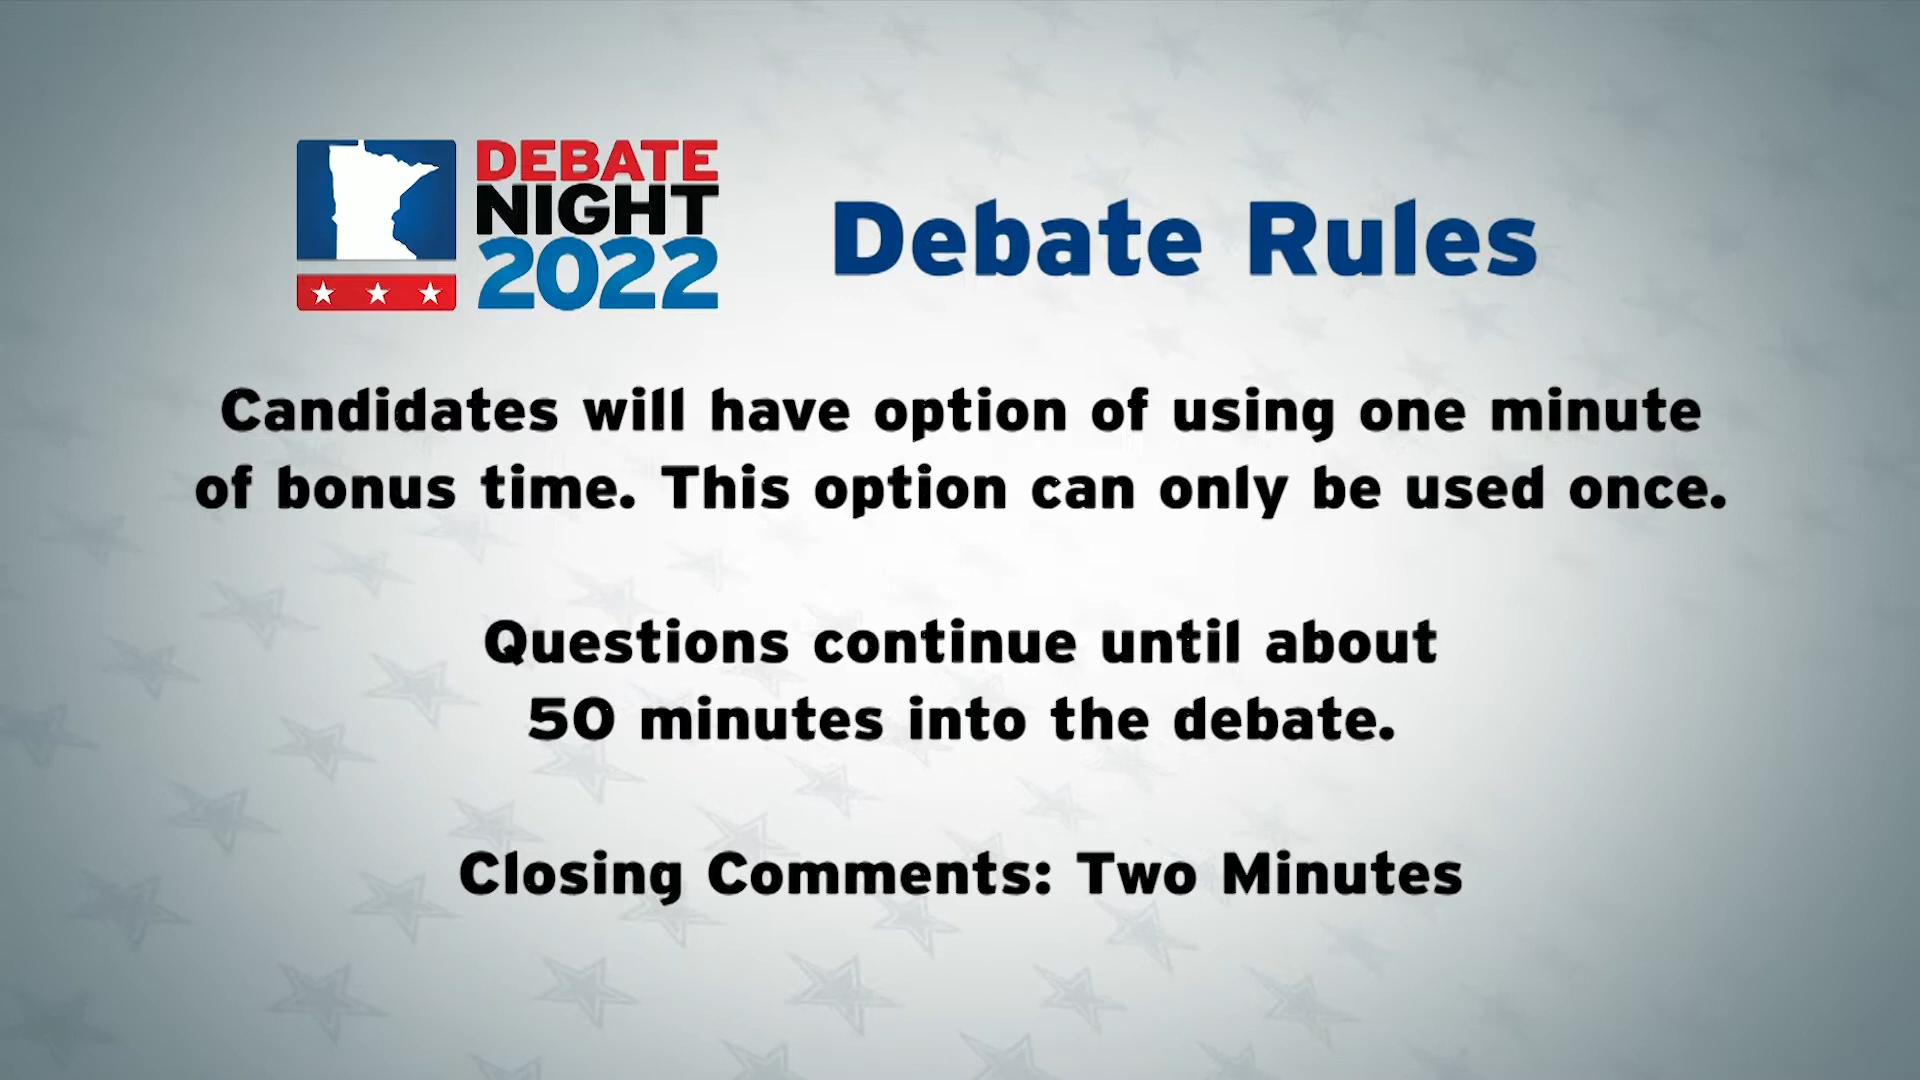 DEBATE
NIGHT
2022
Debate Rules
Candidates will have option of using one minute
of bonus time. This option can only be used once.
Questions continue until about
50 minutes into the debate.
Closing Comments: Two Minutes